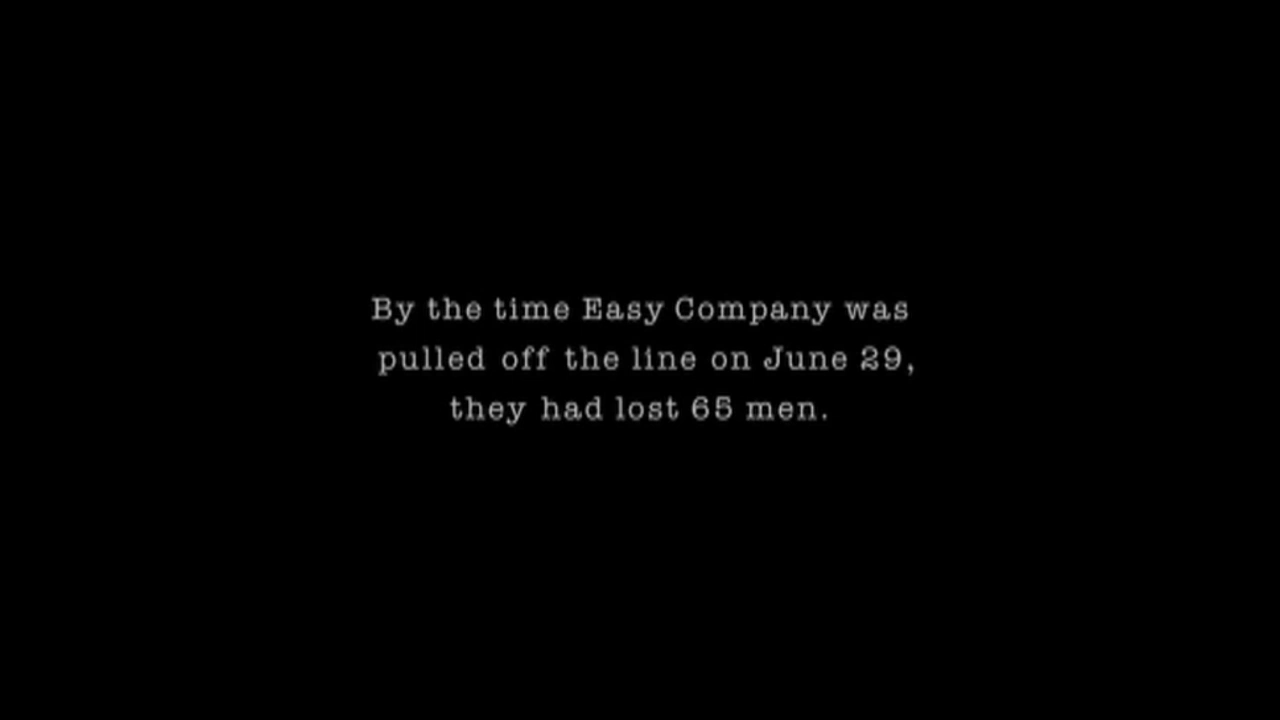 By the time Easy Company was
pulled off the line on June 29,
they had lost 65 men.